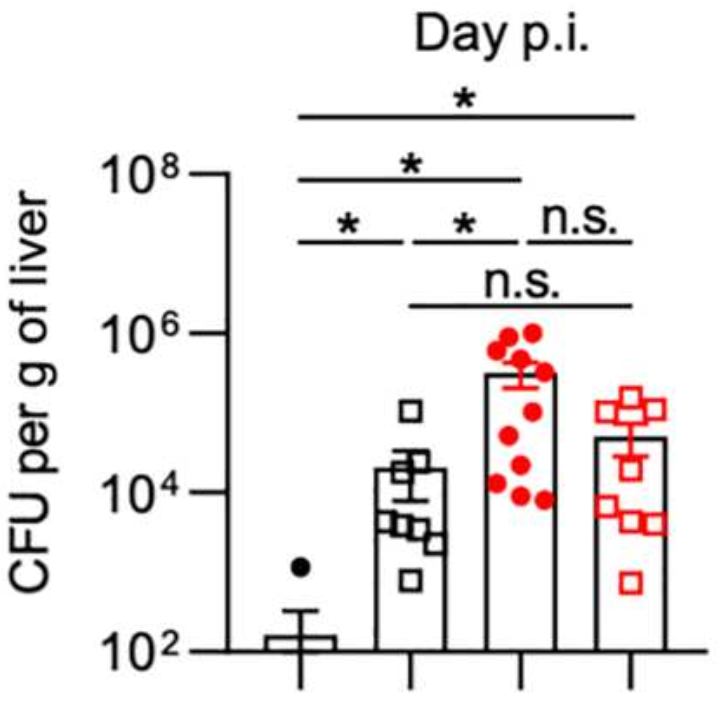 Day p.i.
*
*
* * n.s.
n.s.
CFU per g of liver
10⁸
10⁶
10⁴
10²